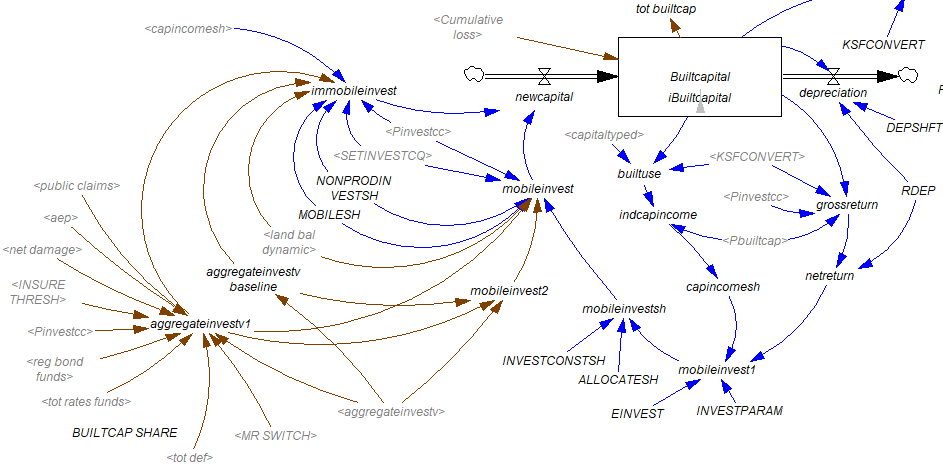 <Cumulative
loss>
tot builtcap
<capincomesh>
KSFCONVERT
immobileinvest
newcapital
Builtcapital
iBuiltcapital
depreciation
<Pinvestcc>
<capitaltyped>
DEPSHFT
<SETINVESTCQ>
<KSFCONVERT>
NONPRODIN
VESTSH
mobileinvest
builtuse
<public claims>
MOBILESH
<Pinvestcc>
grossreturn
RDEP
<aep>
indcapincome
<land bal
dynamic>
<Pbuiltcap>
<net damage>
aggregateinvestv
baseline
netreturn
<INSURE
THRESH>
mobileinvest2
capincomesh
mobileinvestsh
aggregateinvestv1
<Pinvestcc>
<reg bond
funds>
INVESTCONSTSH
ALLOCATESH
mobileinvest1
<tot rates funds>
<aggregateinvestv>
EINVEST
INVESTPARAM
BUILTCAP SHARE
<MR SWITCH>
<tot def>